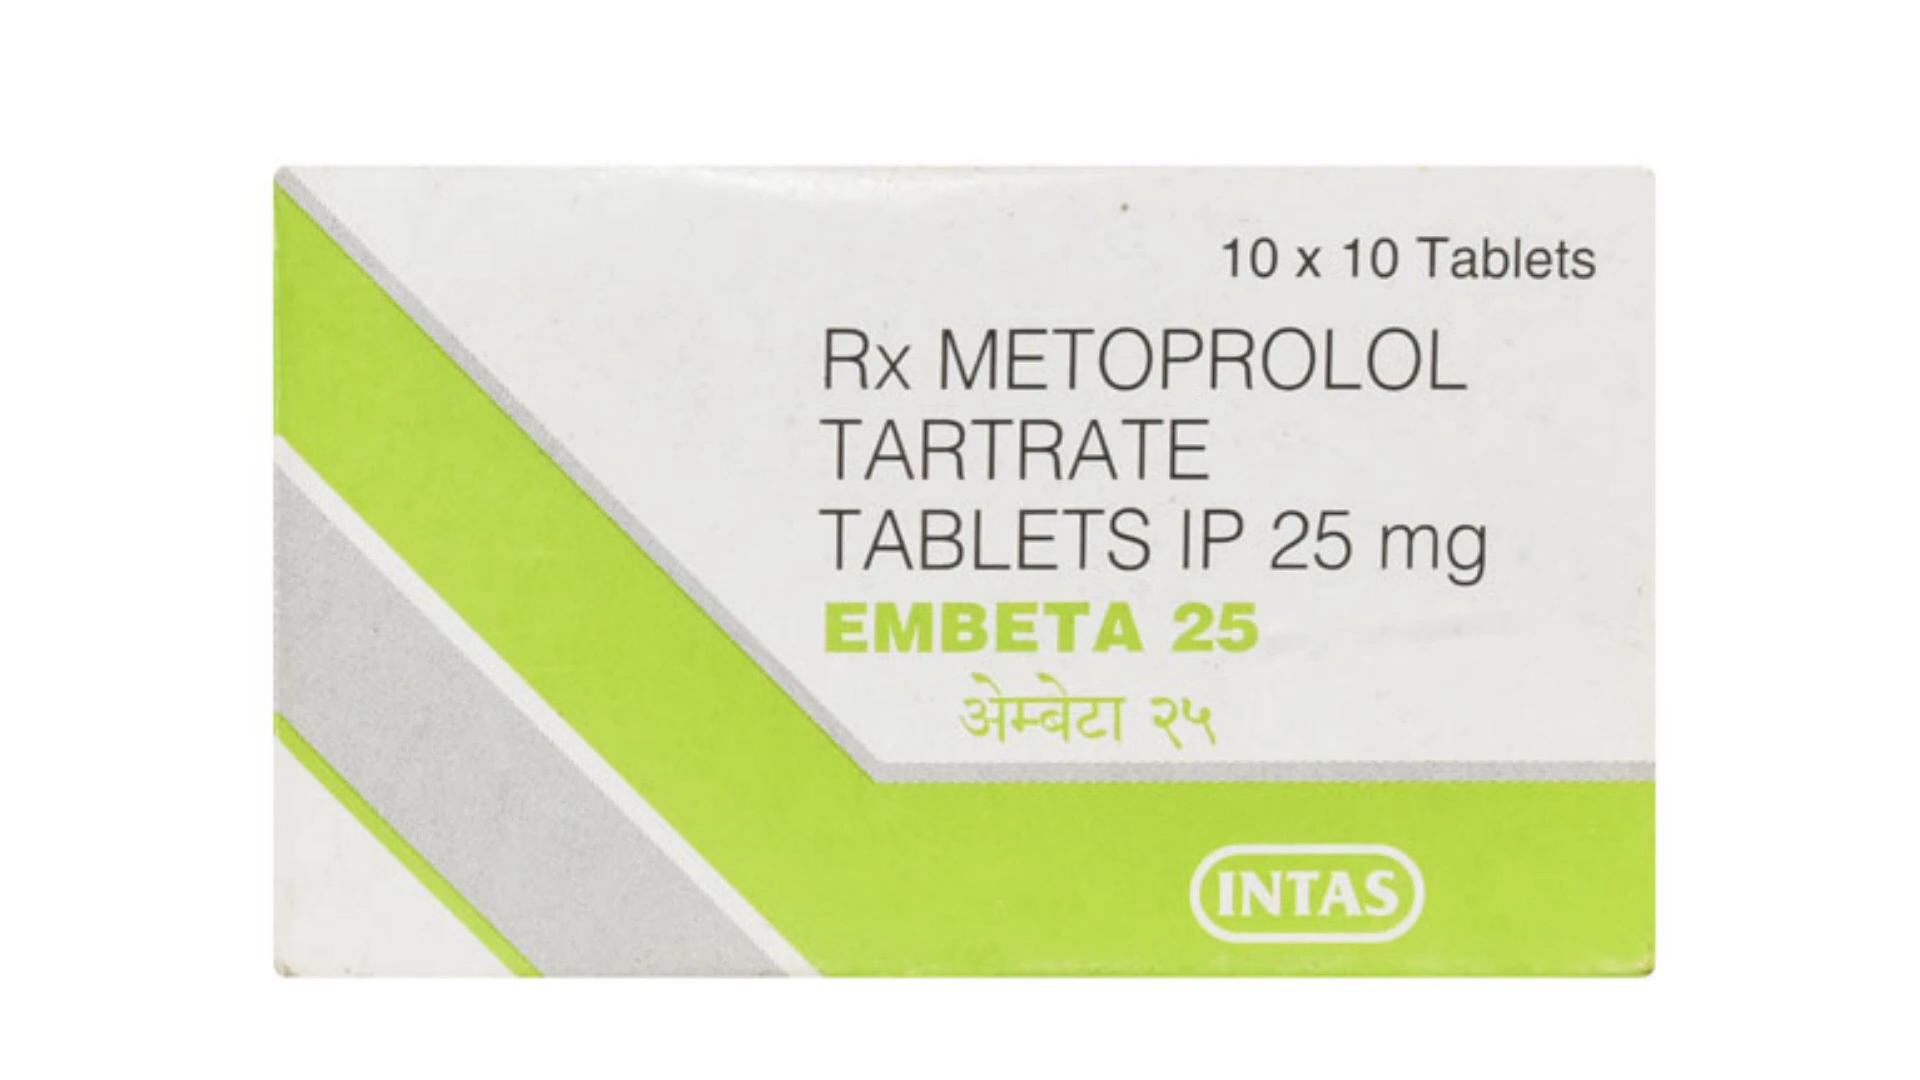 10 x 10 Tablets
Rx METOPROLOL
TARTRATE
TABLETS IP 25 mg
EMBETA 25
अेम्बेटा २५
INTAS